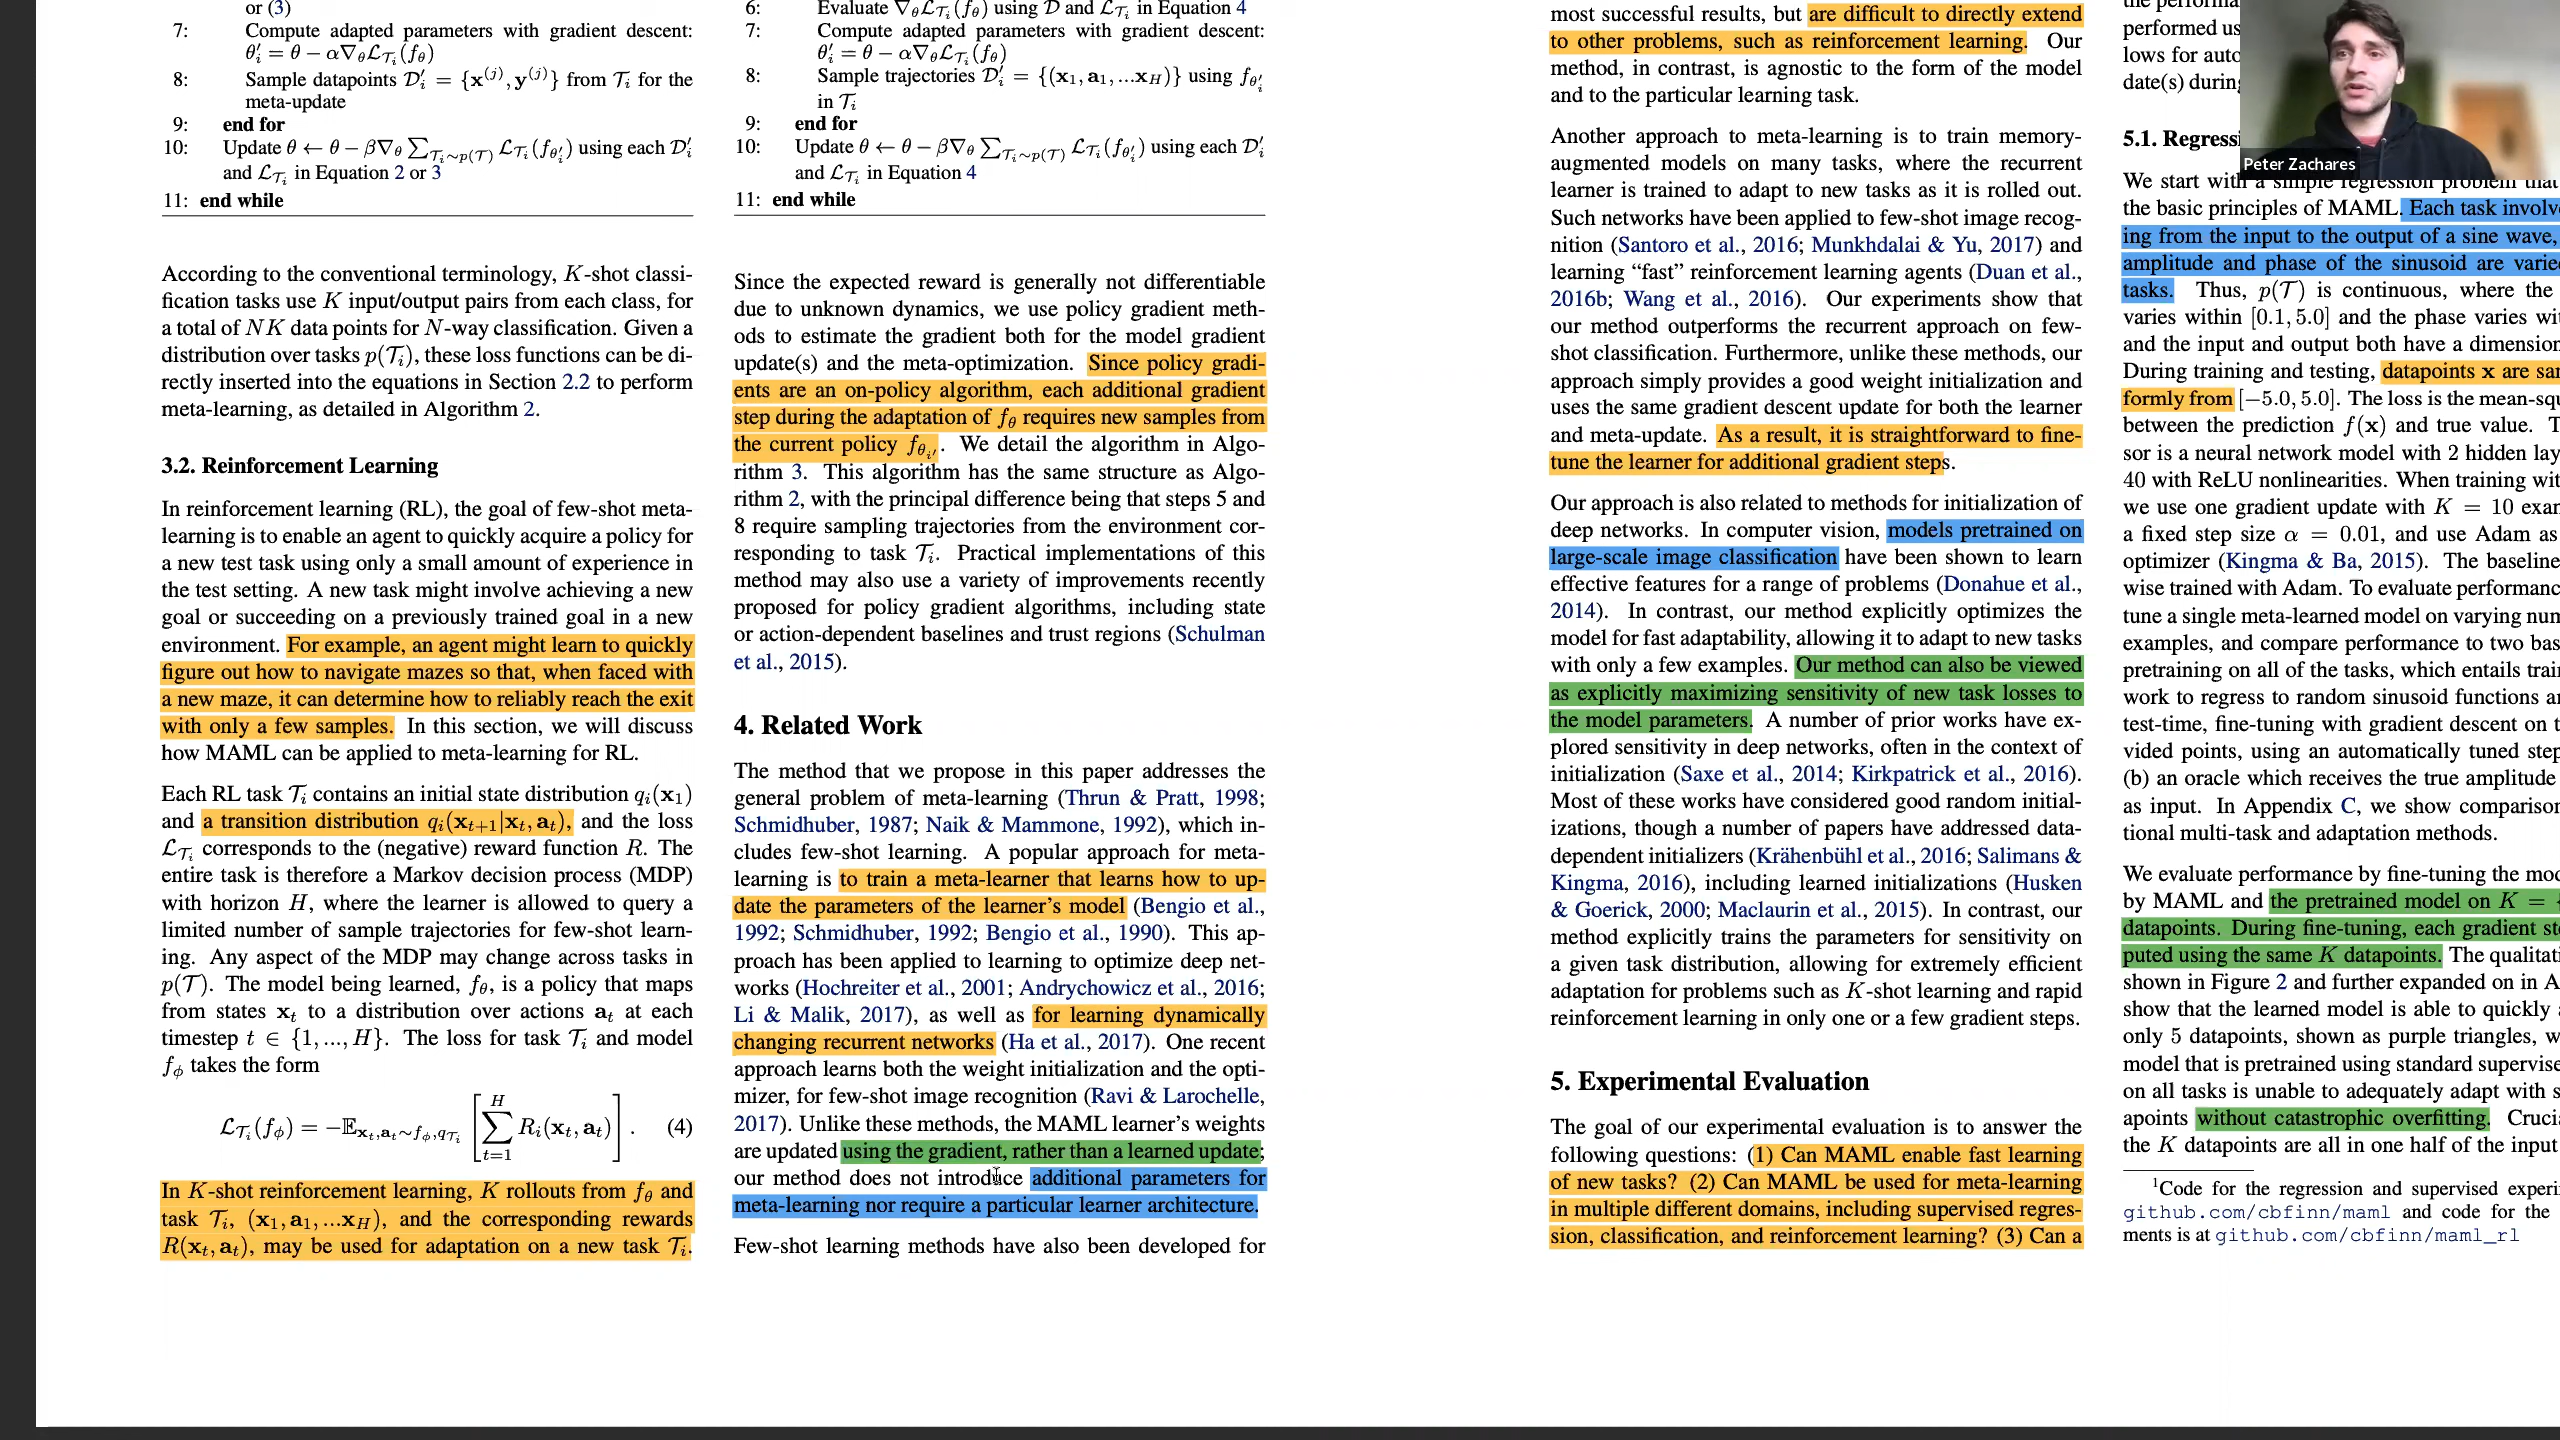 or (3)
7: Compute adapted parameters with gradient descent:
θ′ᵢ = θ − α∇_θ ℒ_𝒯ᵢ(f_θ)
8: Sample datapoints 𝒟′ᵢ = {x⁽ʲ⁾, y⁽ʲ⁾} from 𝒯ᵢ for the
meta-update
9: end for
10: Update θ ← θ − β∇_θ ∑_𝒯ᵢ∼p(𝒯) ℒ_𝒯ᵢ(f_θ′ᵢ) using each 𝒟′ᵢ
and ℒ_𝒯ᵢ in Equation 2 or 3
11: end while
According to the conventional terminology, K-shot classi-
fication tasks use K input/output pairs from each class, for
a total of NK data points for N-way classification. Given a
distribution over tasks p(𝒯ᵢ), these loss functions can be di-
rectly inserted into the equations in Section 2.2 to perform
meta-learning, as detailed in Algorithm 2.
3.2. Reinforcement Learning
In reinforcement learning (RL), the goal of few-shot meta-
learning is to enable an agent to quickly acquire a policy for
a new test task using only a small amount of experience in
the test setting. A new task might involve achieving a new
goal or succeeding on a previously trained goal in a new
environment. For example, an agent might learn to quickly
figure out how to navigate mazes so that, when faced with
a new maze, it can determine how to reliably reach the exit
with only a few samples. In this section, we will discuss
how MAML can be applied to meta-learning for RL.
Each RL task 𝒯ᵢ contains an initial state distribution qᵢ(x₁)
and a transition distribution qᵢ(xₜ₊₁|xₜ, aₜ), and the loss
ℒ_𝒯ᵢ corresponds to the (negative) reward function R. The
entire task is therefore a Markov decision process (MDP)
with horizon H, where the learner is allowed to query a
limited number of sample trajectories for few-shot learn-
ing. Any aspect of the MDP may change across tasks in
p(𝒯). The model being learned, f_θ, is a policy that maps
from states xₜ to a distribution over actions aₜ at each
timestep t ∈ {1, ..., H}. The loss for task 𝒯ᵢ and model
f_ϕ takes the form
ℒ_𝒯ᵢ(f_ϕ) = −𝔼_xₜ,aₜ∼f_ϕ,q_𝒯ᵢ [∑_{t=1}^{H} Rᵢ(xₜ, aₜ)] . (4)
In K-shot reinforcement learning, K rollouts from f_θ and
task 𝒯ᵢ, (x₁, a₁, ...x_H), and the corresponding rewards
R(xₜ, aₜ), may be used for adaptation on a new task 𝒯ᵢ.
6: Evaluate ∇_θ ℒ_𝒯ᵢ(f_θ) using 𝒟 and ℒ_𝒯ᵢ in Equation 4
7: Compute adapted parameters with gradient descent:
θ′ᵢ = θ − α∇_θ ℒ_𝒯ᵢ(f_θ)
8: Sample trajectories 𝒟′ᵢ = {(x₁, a₁, ...x_H)} using f_θ′ᵢ
in 𝒯ᵢ
9: end for
10: Update θ ← θ − β∇_θ ∑_𝒯ᵢ∼p(𝒯) ℒ_𝒯ᵢ(f_θ′ᵢ) using each 𝒟′ᵢ
and ℒ_𝒯ᵢ in Equation 4
11: end while
Since the expected reward is generally not differentiable
due to unknown dynamics, we use policy gradient meth-
ods to estimate the gradient both for the model gradient
update(s) and the meta-optimization. Since policy gradi-
ents are an on-policy algorithm, each additional gradient
step during the adaptation of f_θ requires new samples from
the current policy f_θᵢ′. We detail the algorithm in Algo-
rithm 3. This algorithm has the same structure as Algo-
rithm 2, with the principal difference being that steps 5 and
8 require sampling trajectories from the environment cor-
responding to task 𝒯ᵢ. Practical implementations of this
method may also use a variety of improvements recently
proposed for policy gradient algorithms, including state
or action-dependent baselines and trust regions (Schulman
et al., 2015).
4. Related Work
The method that we propose in this paper addresses the
general problem of meta-learning (Thrun & Pratt, 1998;
Schmidhuber, 1987; Naik & Mammone, 1992), which in-
cludes few-shot learning. A popular approach for meta-
learning is to train a meta-learner that learns how to up-
date the parameters of the learner's model (Bengio et al.,
1992; Schmidhuber, 1992; Bengio et al., 1990). This ap-
proach has been applied to learning to optimize deep net-
works (Hochreiter et al., 2001; Andrychowicz et al., 2016;
Li & Malik, 2017), as well as for learning dynamically
changing recurrent networks (Ha et al., 2017). One recent
approach learns both the weight initialization and the opti-
mizer, for few-shot image recognition (Ravi & Larochelle,
2017). Unlike these methods, the MAML learner's weights
are updated using the gradient, rather than a learned update;
our method does not introduce additional parameters for
meta-learning nor require a particular learner architecture.
Few-shot learning methods have also been developed for
most successful results, but are difficult to directly extend
to other problems, such as reinforcement learning. Our
method, in contrast, is agnostic to the form of the model
and to the particular learning task.
Another approach to meta-learning is to train memory-
augmented models on many tasks, where the recurrent
learner is trained to adapt to new tasks as it is rolled out.
Such networks have been applied to few-shot image recog-
nition (Santoro et al., 2016; Munkhdalai & Yu, 2017) and
learning “fast” reinforcement learning agents (Duan et al.,
2016b; Wang et al., 2016). Our experiments show that
our method outperforms the recurrent approach on few-
shot classification. Furthermore, unlike these methods, our
approach simply provides a good weight initialization and
uses the same gradient descent update for both the learner
and meta-update. As a result, it is straightforward to fine-
tune the learner for additional gradient steps.
Our approach is also related to methods for initialization of
deep networks. In computer vision, models pretrained on
large-scale image classification have been shown to learn
effective features for a range of problems (Donahue et al.,
2014). In contrast, our method explicitly optimizes the
model for fast adaptability, allowing it to adapt to new tasks
with only a few examples. Our method can also be viewed
as explicitly maximizing sensitivity of new task losses to
the model parameters. A number of prior works have ex-
plored sensitivity in deep networks, often in the context of
initialization (Saxe et al., 2014; Kirkpatrick et al., 2016).
Most of these works have considered good random initial-
izations, though a number of papers have addressed data-
dependent initializers (Krähenbühl et al., 2016; Salimans &
Kingma, 2016), including learned initializations (Husken
& Goerick, 2000; Maclaurin et al., 2015). In contrast, our
method explicitly trains the parameters for sensitivity on
a given task distribution, allowing for extremely efficient
adaptation for problems such as K-shot learning and rapid
reinforcement learning in only one or a few gradient steps.
5. Experimental Evaluation
The goal of our experimental evaluation is to answer the
following questions: (1) Can MAML enable fast learning
of new tasks? (2) Can MAML be used for meta-learning
in multiple different domains, including supervised regres-
sion, classification, and reinforcement learning? (3) Can a
performed us
lows for auto
date(s) during
5.1. Regressi
Peter Zachares
We start with a simple regression problem that
the basic principles of MAML. Each task involv
ing from the input to the output of a sine wave,
amplitude and phase of the sinusoid are varie
tasks. Thus, p(𝒯) is continuous, where the
varies within [0.1, 5.0] and the phase varies wi
and the input and output both have a dimension
During training and testing, datapoints x are sam
formly from [−5.0, 5.0]. The loss is the mean-squ
between the prediction f(x) and true value. T
sor is a neural network model with 2 hidden lay
40 with ReLU nonlinearities. When training wit
we use one gradient update with K = 10 exam
a fixed step size α = 0.01, and use Adam as
optimizer (Kingma & Ba, 2015). The baseline
wise trained with Adam. To evaluate performanc
tune a single meta-learned model on varying num
examples, and compare performance to two bas
pretraining on all of the tasks, which entails trai
work to regress to random sinusoid functions a
test-time, fine-tuning with gradient descent on t
vided points, using an automatically tuned step
(b) an oracle which receives the true amplitude
as input. In Appendix C, we show comparison
tional multi-task and adaptation methods.
We evaluate performance by fine-tuning the mod
by MAML and the pretrained model on K =
datapoints. During fine-tuning, each gradient ste
puted using the same K datapoints. The qualitati
shown in Figure 2 and further expanded on in A
show that the learned model is able to quickly
only 5 datapoints, shown as purple triangles, w
model that is pretrained using standard supervise
on all tasks is unable to adequately adapt with s
apoints without catastrophic overfitting. Cruci
the K datapoints are all in one half of the input
¹Code for the regression and supervised experi
github.com/cbfinn/maml and code for the
ments is at github.com/cbfinn/maml_rl